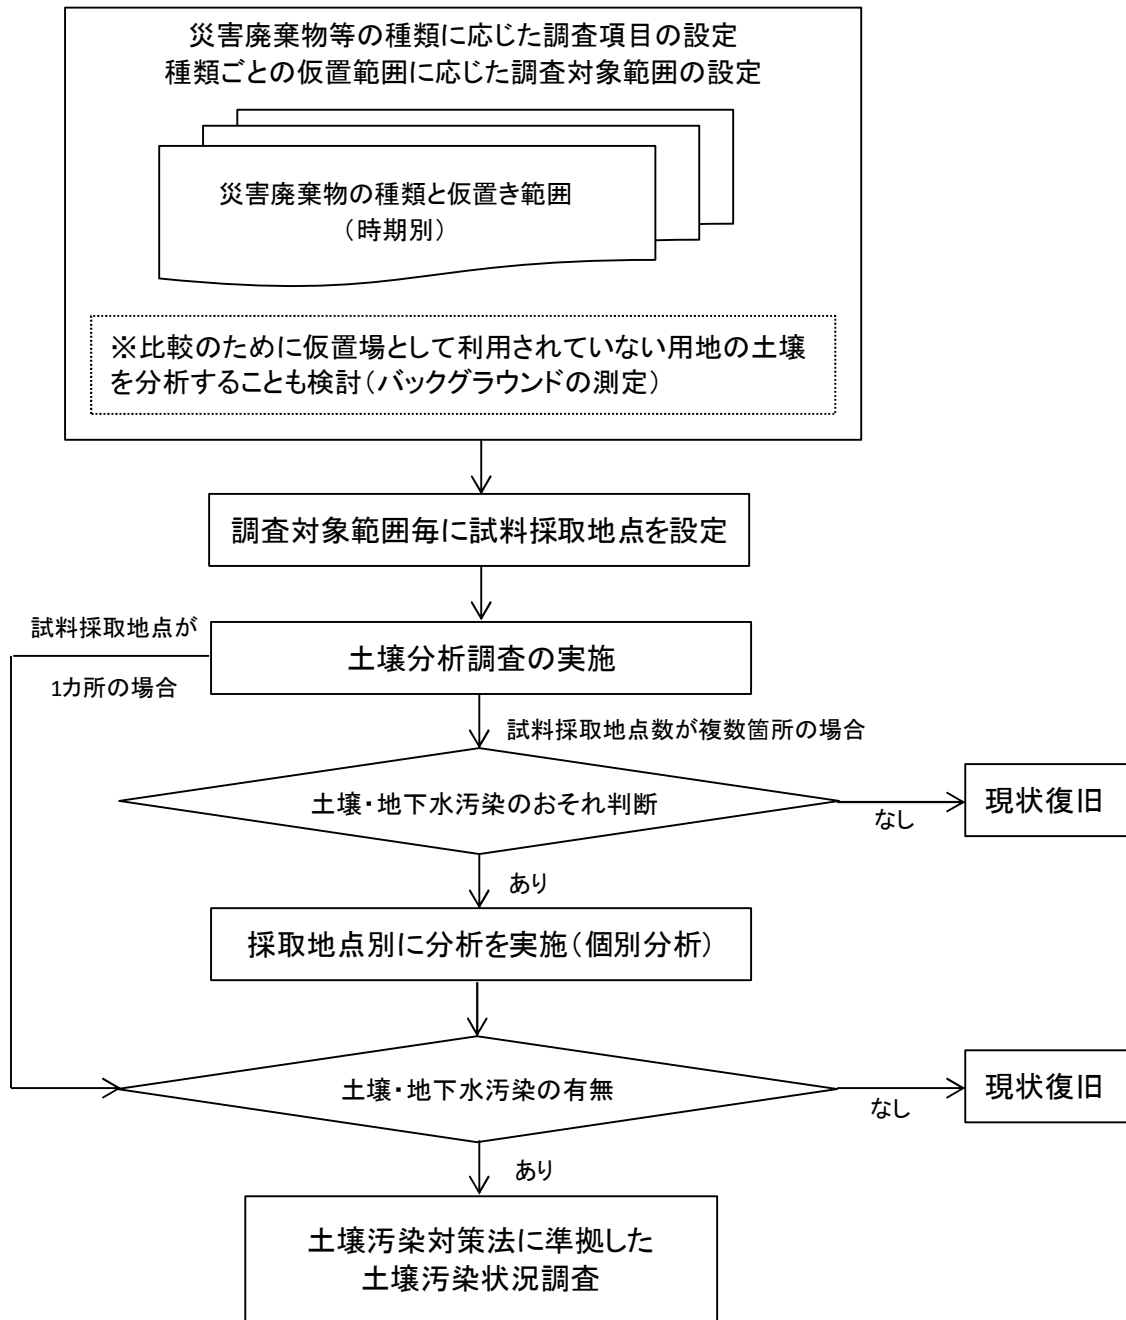 災害廃棄物等の種類に応じた調査項目の設定
種類ごとの仮置範囲に応じた調査対象範囲の設定
災害廃棄物の種類と仮置き範囲
（時期別）
※比較のために仮置場として利用されていない用地の土壌
を分析することも検討（バックグラウンドの測定）
調査対象範囲毎に試料採取地点を設定
試料採取地点が
1カ所の場合
土壌分析調査の実施
試料採取地点数が複数箇所の場合
土壌・地下水汚染のおそれ判断
なし
現状復旧
あり
採取地点別に分析を実施（個別分析）
土壌・地下水汚染の有無
なし
現状復旧
あり
土壌汚染対策法に準拠した
土壌汚染状況調査